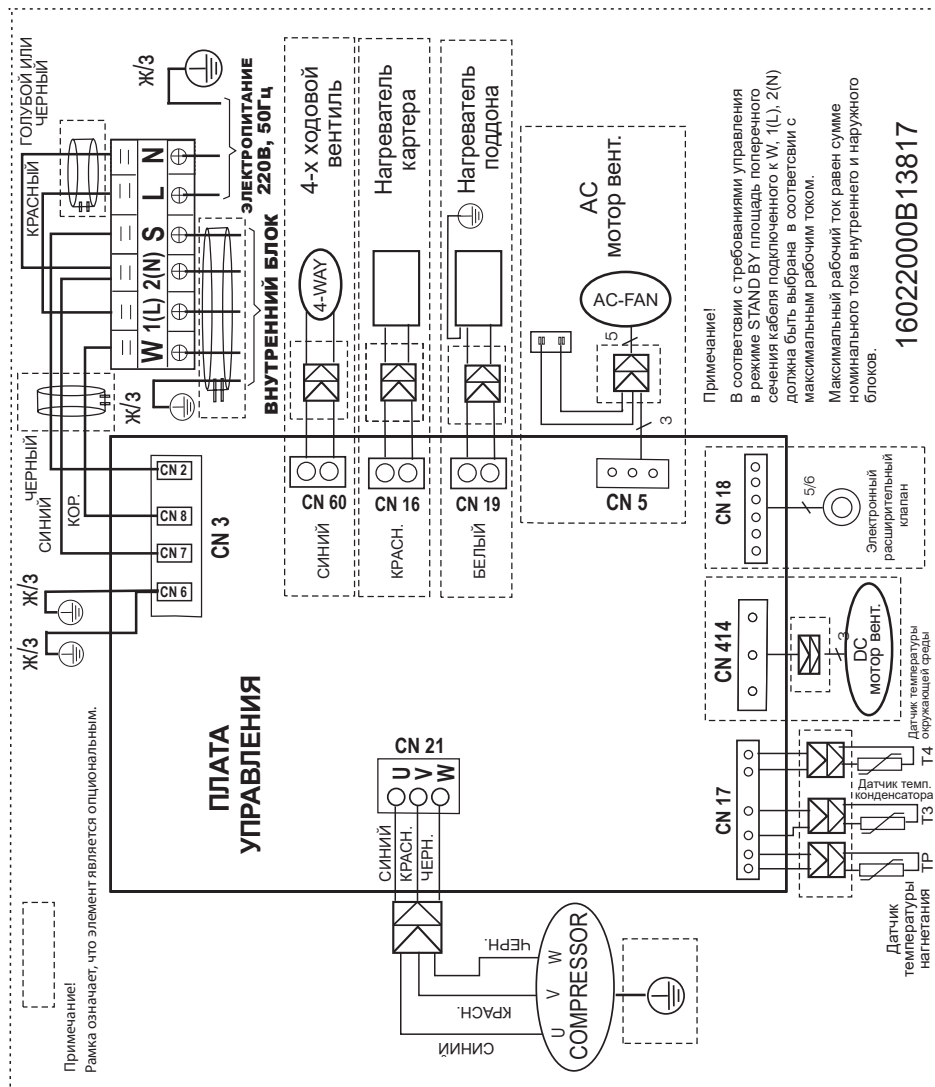 Примечание!
Рамка означает, что элемент является опциональным.
Ж/З
Ж/З
СИНИЙ
ЧЕРНЫЙ
КОР.
Ж/З
КРАСНЫЙ
ГОЛУБОЙ ИЛИ
ЧЕРНЫЙ
Ж/З
W 1(L) 2(N) S L N
ВНУТРЕННИЙ БЛОК
ЭЛЕКТРОПИТАНИЕ
220В, 50Гц
CN 6
CN 7
CN 8
CN 2
CN 3
ПЛАТА
УПРАВЛЕНИЯ
CN 60
СИНИЙ
4-WAY
4-х ходовой
вентиль
CN 16
КРАСН.
Нагреватель
картера
CN 19
БЕЛЫЙ
Нагреватель
поддона
CN 5
3
5
AC-FAN
AC
мотор вент.
CN 21
U
V
W
СИНИЙ
КРАСН.
ЧЕРН.
СИНИЙ
КРАСН.
ЧЕРН.
U
V
W
COMPRESSOR
CN 17
TP
T3
T4
Датчик
температуры
нагнетания
Датчик темп.
конденсатора
Датчик температуры
окружающей среды
CN 414
3
DC
мотор вент.
CN 18
5/6
Электронный
расширительный
клапан
Примечание!
В соответсвии с требованиями управления
в режиме STAND BY площадь поперечного
сечения кабеля подключенного к W, 1(L), 2(N)
должна быть выбрана в соответсвии с
максимальным рабочим током.
Максимальный рабочий ток равен сумме
номинального тока внутреннего и наружного
блоков.
16022000B13817